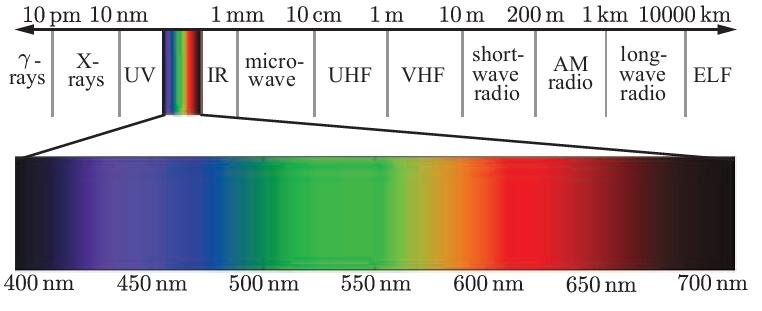 10 pm 10 nm 1 mm 10 cm 1 m 10 m 200 m 1 km 10000 km
γ-
rays
X-
rays
UV
IR
micro-
wave
UHF
VHF
short-
wave
radio
AM
radio
long-
wave
radio
ELF
400 nm 450 nm 500 nm 550 nm 600 nm 650 nm 700 nm